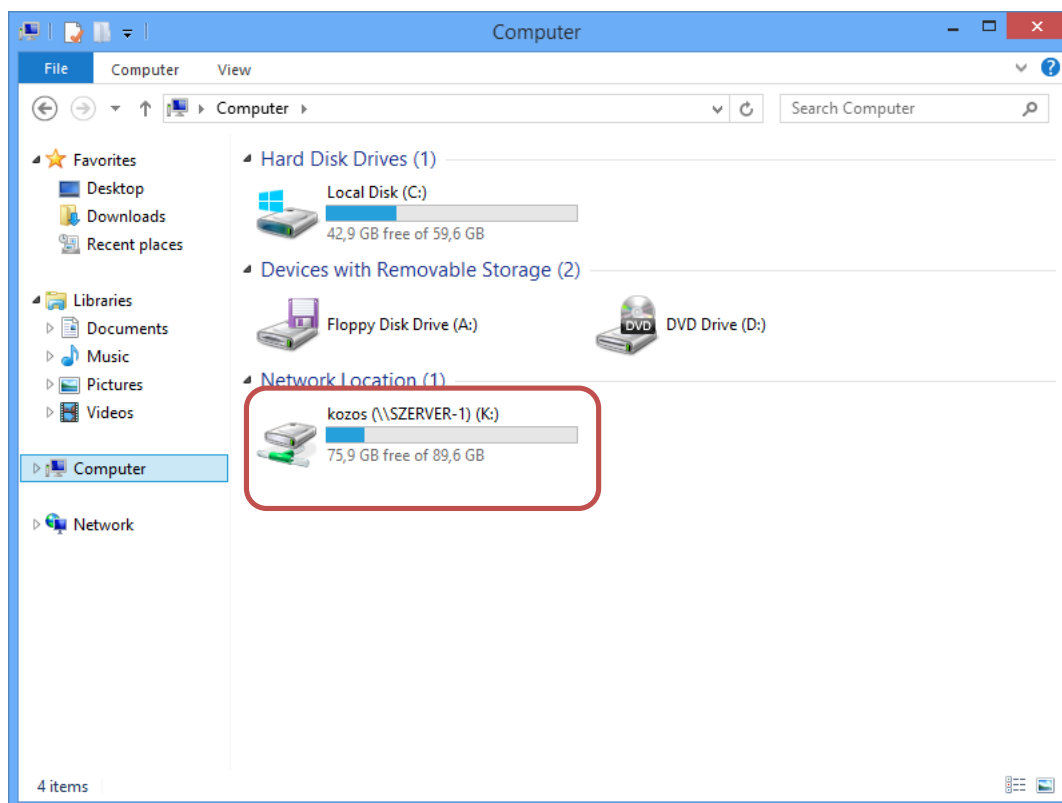 Computer
File Computer View
Computer
Search Computer
Favorites
Desktop
Downloads
Recent places
Libraries
Documents
Music
Pictures
Videos
Computer
Network
Hard Disk Drives (1)
Local Disk (C:)
42,9 GB free of 59,6 GB
Devices with Removable Storage (2)
Floppy Disk Drive (A:)
DVD
DVD Drive (D:)
Network Location (1)
kozos (\\SZERVER-1) (K:)
75,9 GB free of 89,6 GB
4 items